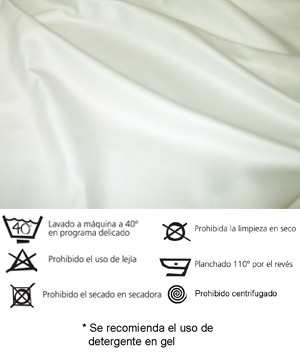 40°
Lavado a máquina a 40º
en programa delicado
Prohibido el uso de lejía
Prohibido el secado en secadora
Prohibida la limpieza en seco
Planchado 110º por el revés
Prohibido centrifugado
* Se recomienda el uso de
detergente en gel